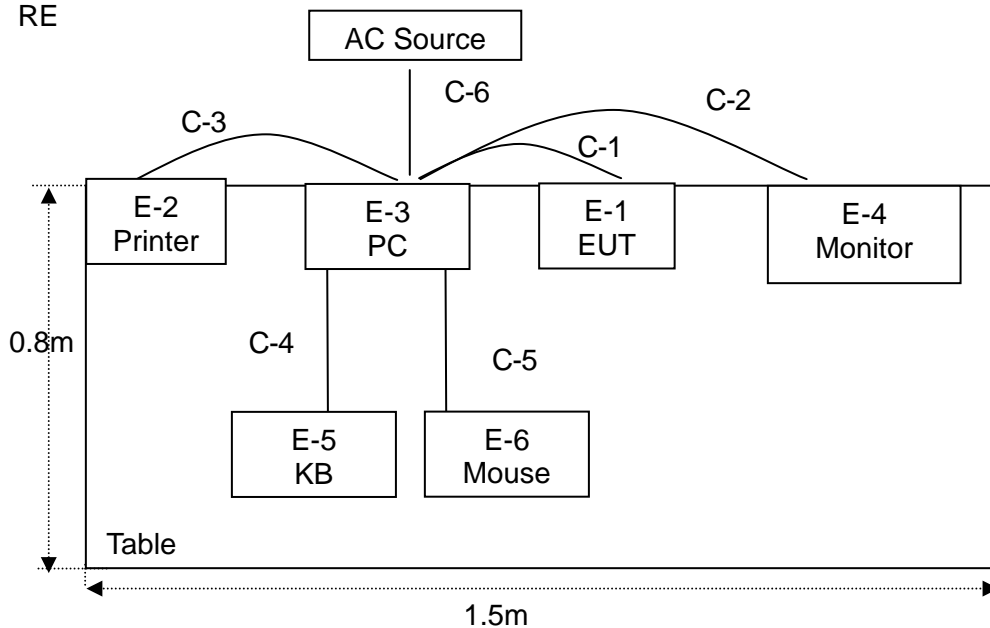 RE
AC Source
C-6
C-2
C-3
C-1
E-2
Printer
E-3
PC
E-1
EUT
E-4
Monitor
0.8m
C-4
C-5
E-5
KB
E-6
Mouse
Table
1.5m